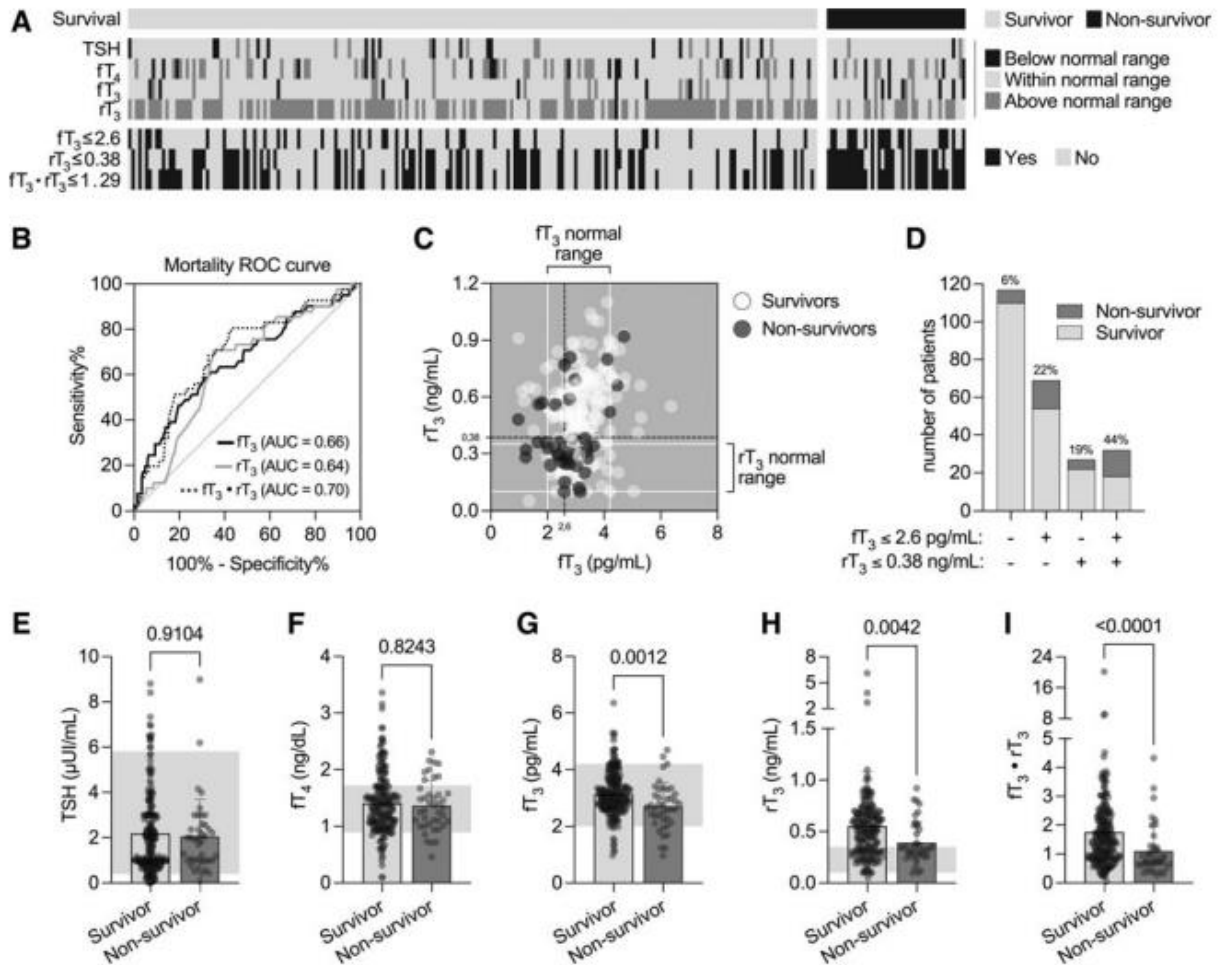 A
Survival
Survivor
Non-survivor
TSH
fT4
fT3
rT3
Below normal range
Within normal range
Above normal range
fT3≤2.6
rT3≤0.38
fT3•rT3≤1.29
Yes
No
B
Mortality ROC curve
Sensitivity%
100
80
60
40
20
0
0 20 40 60 80 100
fT3 (AUC = 0.66)
rT3 (AUC = 0.64)
fT3 • rT3 (AUC = 0.70)
100% - Specificity%
C
fT3 normal
range
rT3 (ng/mL)
1.2
0.9
0.6
0.38
0.3
0.0
0 2 2,6 4 6 8
fT3 (pg/mL)
Survivors
Non-survivors
rT3 normal
range
D
number of patients
120
100
80
60
40
20
0
6%
22%
19%
44%
Non-survivor
Survivor
fT3 ≤ 2.6 pg/mL: - + - +
rT3 ≤ 0.38 ng/mL: - - + +
E
0.9104
TSH (µUI/mL)
10
8
6
4
2
0
Survivor
Non-survivor
F
0.8243
fT4 (ng/dL)
4
3
2
1
0
Survivor
Non-survivor
G
0.0012
fT3 (pg/mL)
8
6
4
2
0
Survivor
Non-survivor
H
0.0042
rT3 (ng/mL)
8
6
4
2
1.5
1.0
0.5
0.0
Survivor
Non-survivor
I
<0.0001
fT3 • rT3
24
16
8
5
4
3
2
1
0
Survivor
Non-survivor